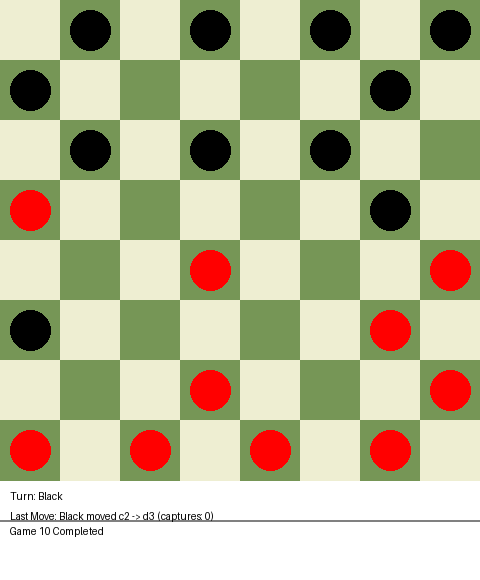 Turn: Black
Last Move: Black moved c2 -> d3 (captures: 0)
Game 10 Completed